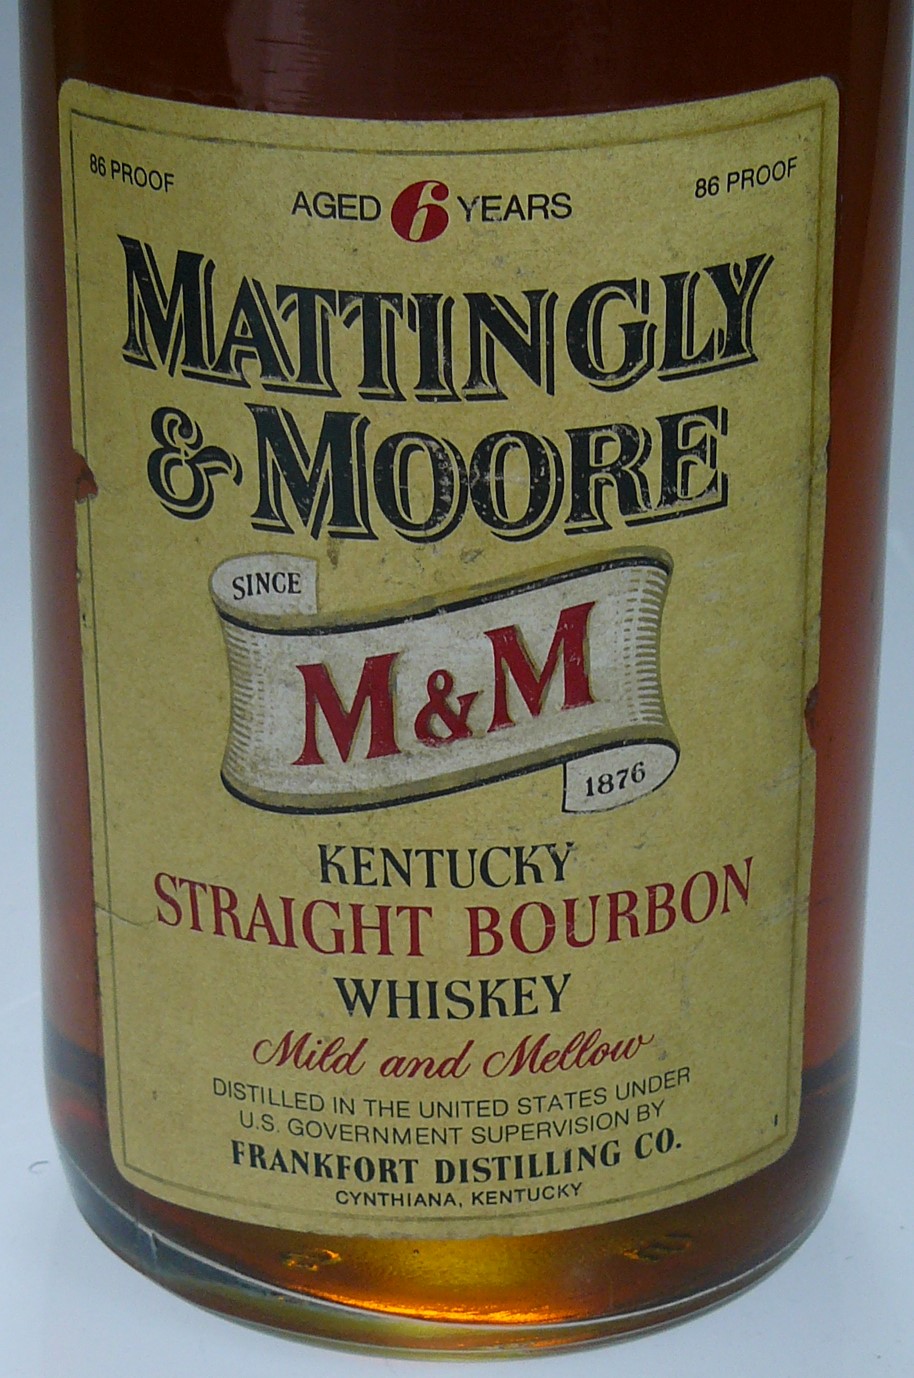 86 PROOF
AGED 6 YEARS
86 PROOF
MATTINGLY
& MOORE
SINCE
M&M
1876
KENTUCKY
STRAIGHT BOURBON
WHISKEY
Mild and Mellow
DISTILLED IN THE UNITED STATES UNDER
U.S. GOVERNMENT SUPERVISION BY
FRANKFORT DISTILLING CO.
CYNTHIANA, KENTUCKY